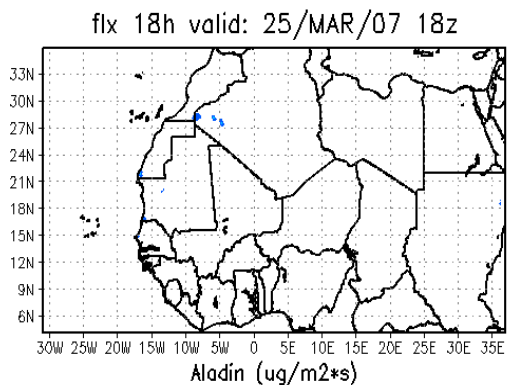 flx 18h valid: 25/MAR/07 18z
33N
30N
27N
24N
21N
18N
15N
12N
9N
6N
30W 25W 20W 15W 10W 5W 0 5E 10E 15E 20E 25E 30E 35E
Aladin (ug/m2*s)